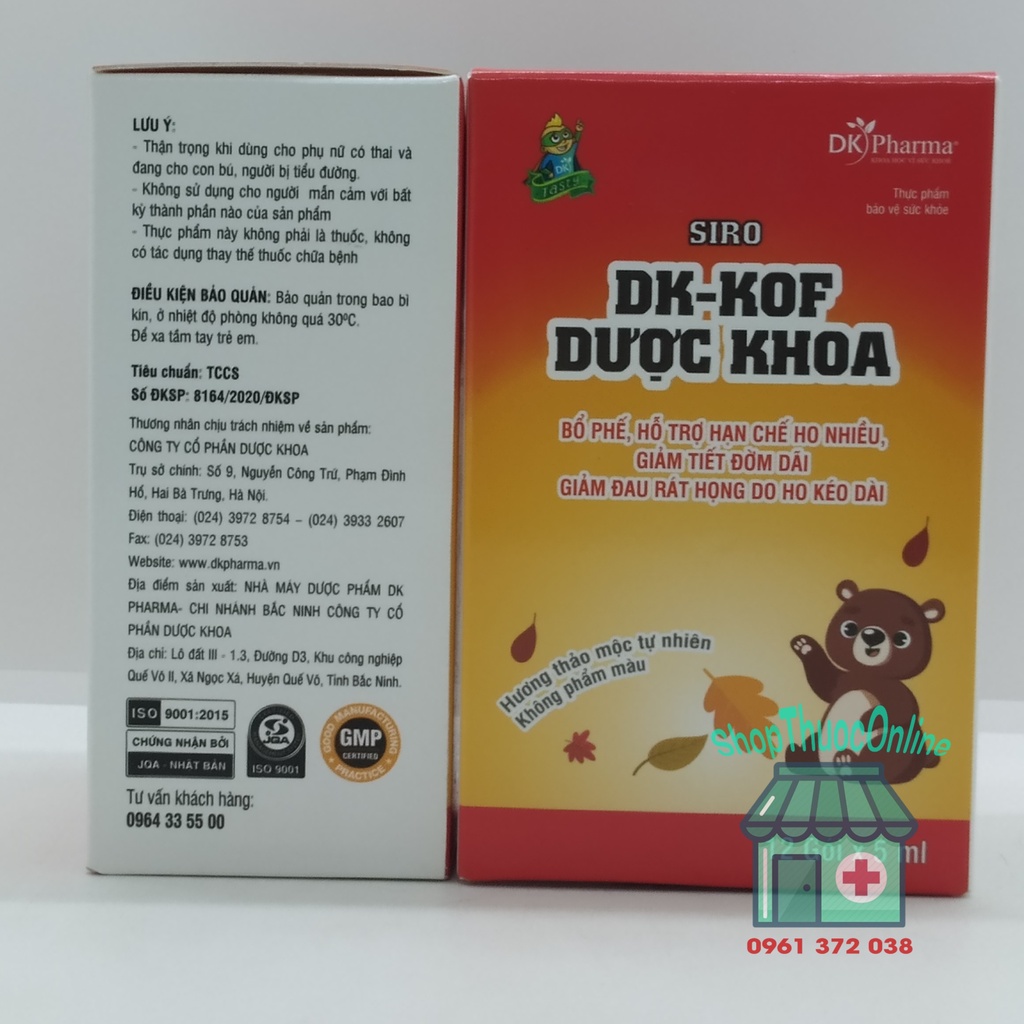 LƯU Ý:
- Thận trọng khi dùng cho phụ nữ có thai và
đang cho con bú, người bị tiểu đường.
- Không sử dụng cho người mẫn cảm với bất
kỳ thành phần nào của sản phẩm
- Thực phẩm này không phải là thuốc, không
có tác dụng thay thế thuốc chữa bệnh
ĐIỀU KIỆN BẢO QUẢN: Bảo quản trong bao bì
kín, ở nhiệt độ phòng không quá 30ºC.
Để xa tầm tay trẻ em.
Tiêu chuẩn: TCCS
Số ĐKSP: 8164/2020/ĐKSP
Thương nhân chịu trách nhiệm về sản phẩm:
CÔNG TY CỔ PHẦN DƯỢC KHOA
Trụ sở chính: Số 9, Nguyễn Công Trứ, Phạm Đình
Hổ, Hai Bà Trưng, Hà Nội.
Điện thoại: (024) 3972 8754 – (024) 3933 2607
Fax: (024) 3972 8753
Website: www.dkpharma.vn
Địa điểm sản xuất: NHÀ MÁY DƯỢC PHẨM DK
PHARMA- CHI NHÁNH BẮC NINH CÔNG TY CỔ
PHẦN DƯỢC KHOA
Địa chỉ: Lô đất III - 1.3, Đường D3, Khu công nghiệp
Quế Võ II, Xã Ngọc Xá, Huyện Quế Võ, Tỉnh Bắc Ninh.
ISO 9001:2015
CHỨNG NHẬN BỞI
JQA - NHẬT BẢN
JQA
ISO 9001
GOOD MANUFACTURING
GMP
CERTIFIED
PRACTICE
Tư vấn khách hàng:
0964 33 55 00
DK
Tasty
DK Pharma®
KHOA HỌC VÌ SỨC KHỎE
Thực phẩm
bảo vệ sức khỏe
SIRO
DK-KOF
DƯỢC KHOA
BỔ PHẾ, HỖ TRỢ HẠN CHẾ HO NHIỀU,
GIẢM TIẾT ĐỜM DÃI
GIẢM ĐAU RÁT HỌNG DO HO KÉO DÀI
Hương thảo mộc tự nhiên
Không phẩm màu
ShopThuocOnline
12 Gói x 5 ml
0961 372 038